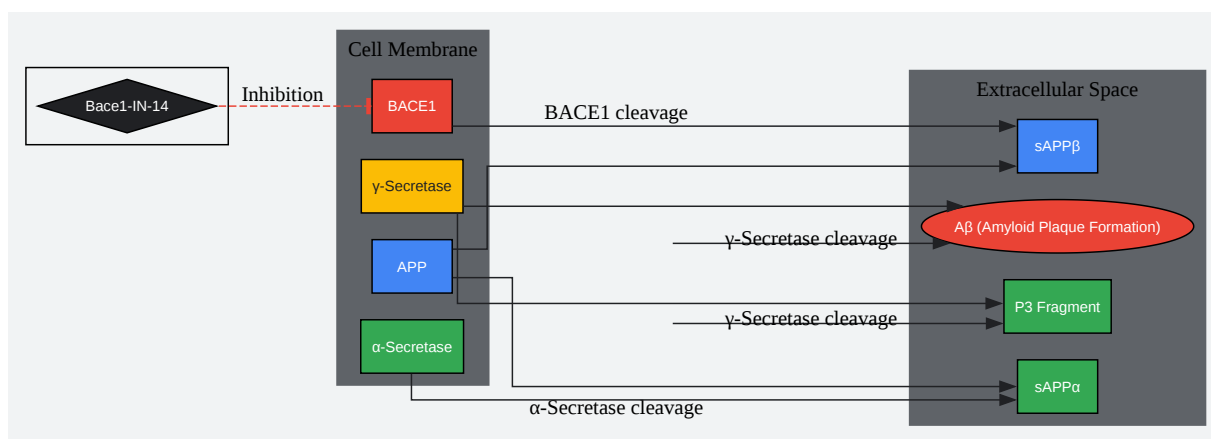 Cell Membrane
Bace1-IN-14
Inhibition
BACE1
γ-Secretase
APP
α-Secretase
BACE1 cleavage
γ-Secretase cleavage
γ-Secretase cleavage
α-Secretase cleavage
Extracellular Space
sAPPβ
Aβ (Amyloid Plaque Formation)
P3 Fragment
sAPPα